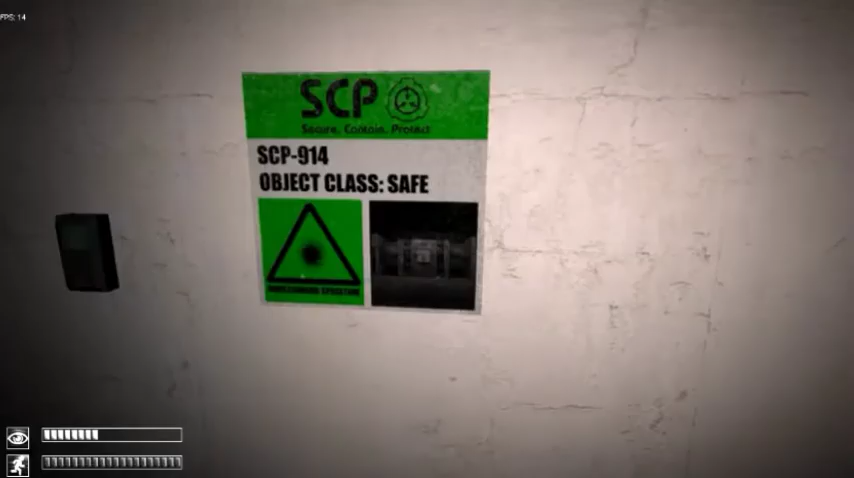 FPS: 14
SCP
Secure. Contain. Protect
SCP-914
OBJECT CLASS: SAFE